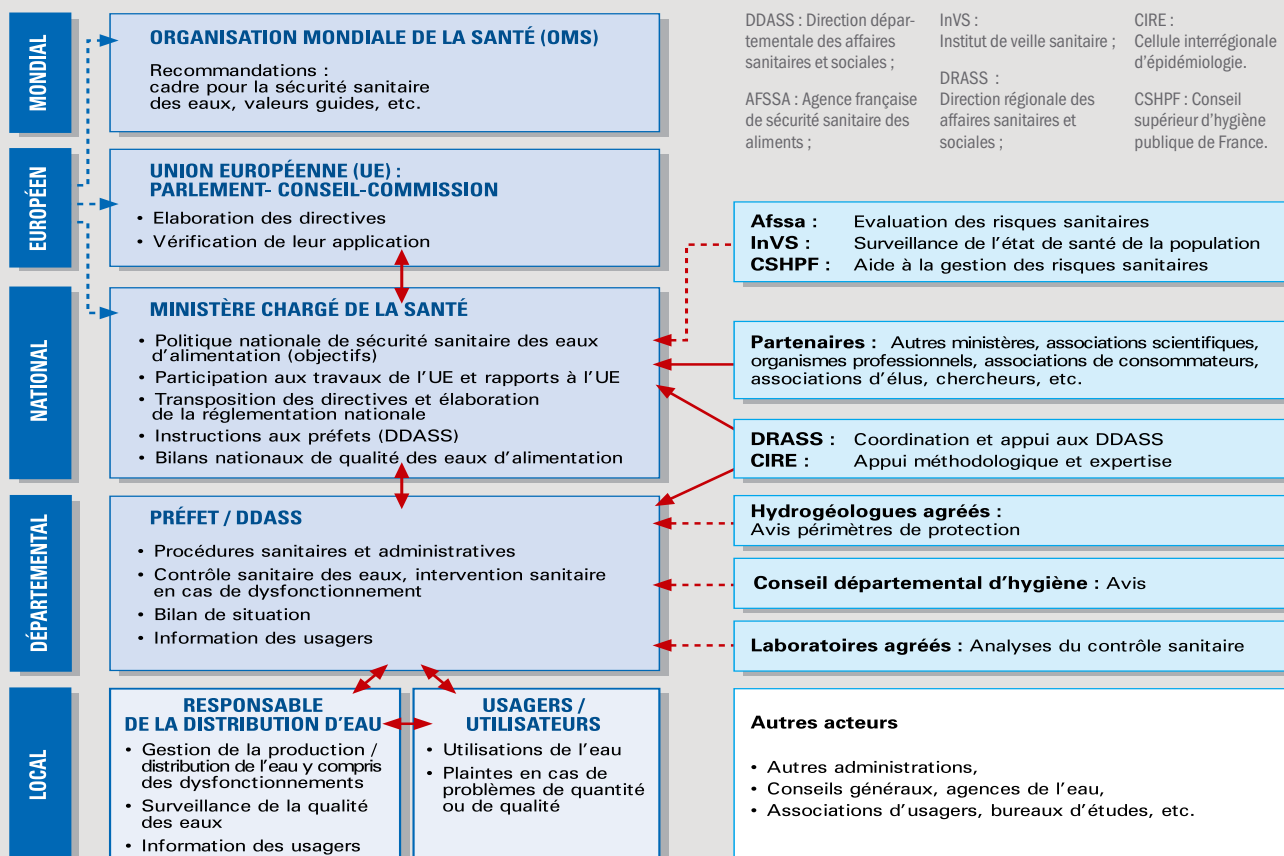 MONDIAL
ORGANISATION MONDIALE DE LA SANTÉ (OMS)
Recommandations :
cadre pour la sécurité sanitaire
des eaux, valeurs guides, etc.
DDASS : Direction dépar-
tementale des affaires
sanitaires et sociales ;
AFSSA : Agence française
de sécurité sanitaire des
aliments ;
InVS :
Institut de veille sanitaire ;
DRASS :
Direction régionale des
affaires sanitaires et
sociales ;
CIRE :
Cellule interrégionale
d'épidémiologie.
CSHPF : Conseil
supérieur d'hygiène
publique de France.
EUROPÉEN
UNION EUROPÉENNE (UE) :
PARLEMENT- CONSEIL-COMMISSION
• Elaboration des directives
• Vérification de leur application
Afssa : Evaluation des risques sanitaires
InVS : Surveillance de l'état de santé de la population
CSHPF : Aide à la gestion des risques sanitaires
NATIONAL
MINISTÈRE CHARGÉ DE LA SANTÉ
• Politique nationale de sécurité sanitaire des eaux
d'alimentation (objectifs)
• Participation aux travaux de l'UE et rapports à l'UE
• Transposition des directives et élaboration
de la réglementation nationale
• Instructions aux préfets (DDASS)
• Bilans nationaux de qualité des eaux d'alimentation
Partenaires : Autres ministères, associations scientifiques,
organismes professionnels, associations de consommateurs,
associations d'élus, chercheurs, etc.
DRASS : Coordination et appui aux DDASS
CIRE : Appui méthodologique et expertise
DÉPARTEMENTAL
PRÉFET / DDASS
• Procédures sanitaires et administratives
• Contrôle sanitaire des eaux, intervention sanitaire
en cas de dysfonctionnement
• Bilan de situation
• Information des usagers
Hydrogéologues agréés :
Avis périmètres de protection
Conseil départemental d'hygiène : Avis
Laboratoires agréés : Analyses du contrôle sanitaire
LOCAL
RESPONSABLE
DE LA DISTRIBUTION D'EAU
• Gestion de la production /
distribution de l'eau y compris
des dysfonctionnements
• Surveillance de la qualité
des eaux
• Information des usagers
USAGERS /
UTILISATEURS
• Utilisations de l'eau
• Plaintes en cas de
problèmes de quantité
ou de qualité
Autres acteurs
• Autres administrations,
• Conseils généraux, agences de l'eau,
• Associations d'usagers, bureaux d'études, etc.